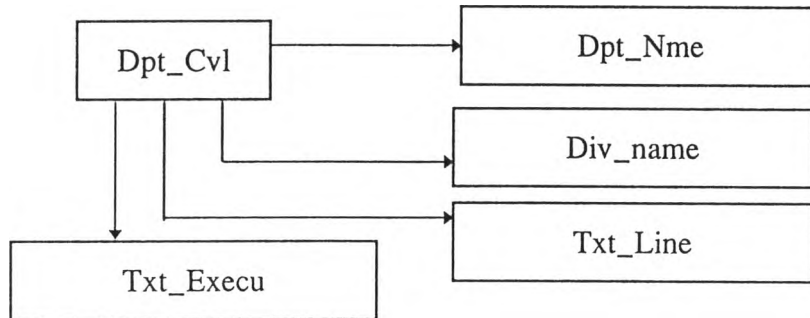 Dpt_Cvl
Dpt_Nme
Div_name
Txt_Line
Txt_Execu